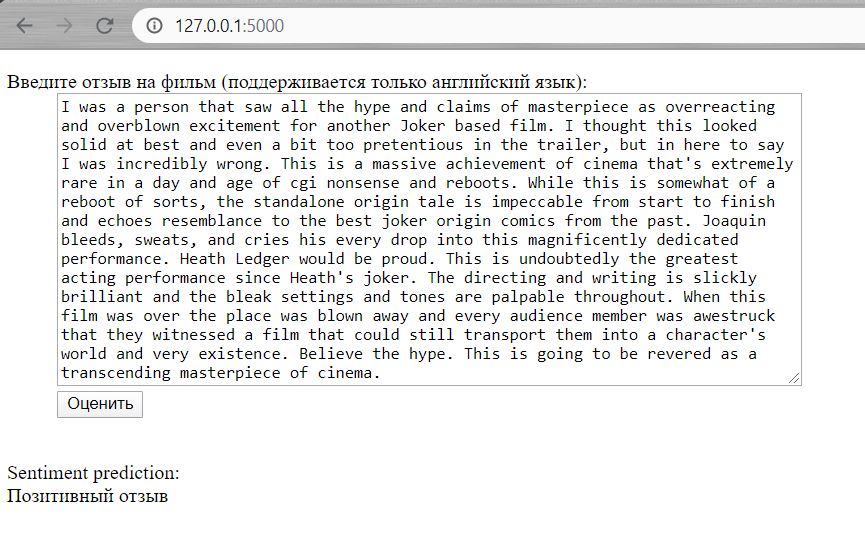 127.0.0.1:5000
Введите отзыв на фильм (поддерживается только английский язык):
I was a person that saw all the hype and claims of masterpiece as overreacting
and overblown excitement for another Joker based film. I thought this looked
solid at best and even a bit too pretentious in the trailer, but in here to say
I was incredibly wrong. This is a massive achievement of cinema that's extremely
rare in a day and age of cgi nonsense and reboots. While this is somewhat of a
reboot of sorts, the standalone origin tale is impeccable from start to finish
and echoes resemblance to the best joker origin comics from the past. Joaquin
bleeds, sweats, and cries his every drop into this magnificently dedicated
performance. Heath Ledger would be proud. This is undoubtedly the greatest
acting performance since Heath's joker. The directing and writing is slickly
brilliant and the bleak settings and tones are palpable throughout. When this
film was over the place was blown away and every audience member was awestruck
that they witnessed a film that could still transport them into a character's
world and very existence. Believe the hype. This is going to be revered as a
transcending masterpiece of cinema.
Оценить
Sentiment prediction:
Позитивный отзыв